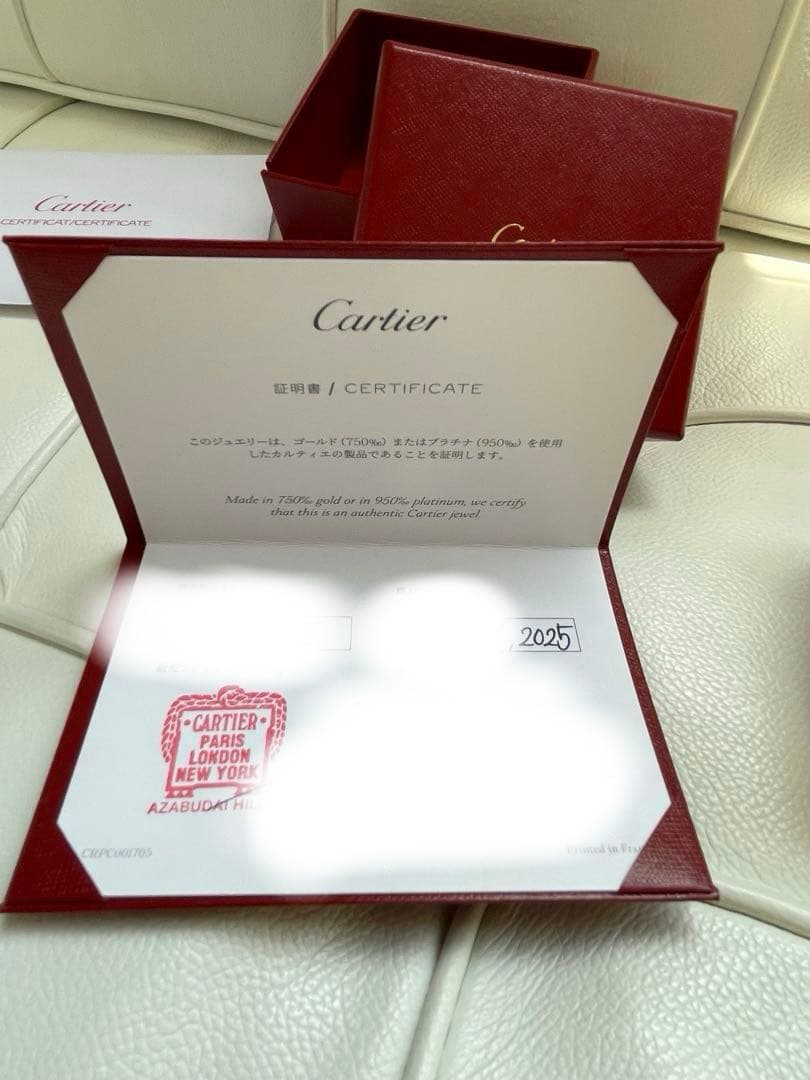 Cartier
CERTIFICAT/CERTIFICATE
Cartier
証明書 / CERTIFICATE
このジュエリーは、ゴールド (750‰) またはプラチナ (950‰) を使用
したカルティエの製品であることを証明します。
Made in 750‰ gold or in 950‰ platinum, we certify
that this is an authentic Cartier jewel.
, 2025
·CARTIER·
PARIS
LONDON
NEW YORK
AZABUDAI
CRPC001705
Printed in